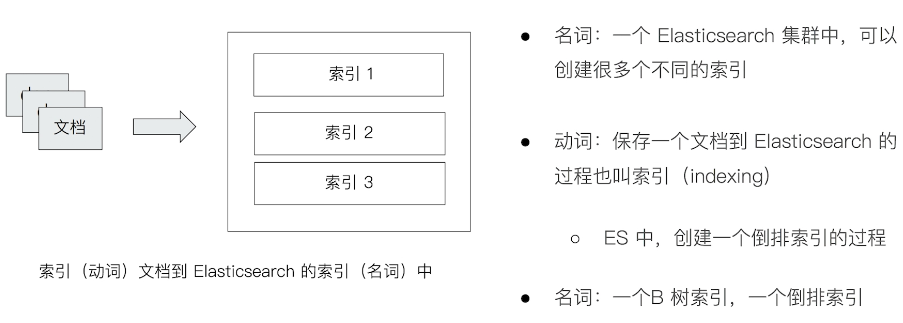 文档
索引 1
索引 2
索引 3
索引（动词）文档到 Elasticsearch 的索引（名词）中
● 名词：一个 Elasticsearch 集群中，可以
创建很多个不同的索引
● 动词：保存一个文档到 Elasticsearch 的
过程也叫索引（indexing）
○ ES 中，创建一个倒排索引的过程
● 名词：一个B 树索引，一个倒排索引